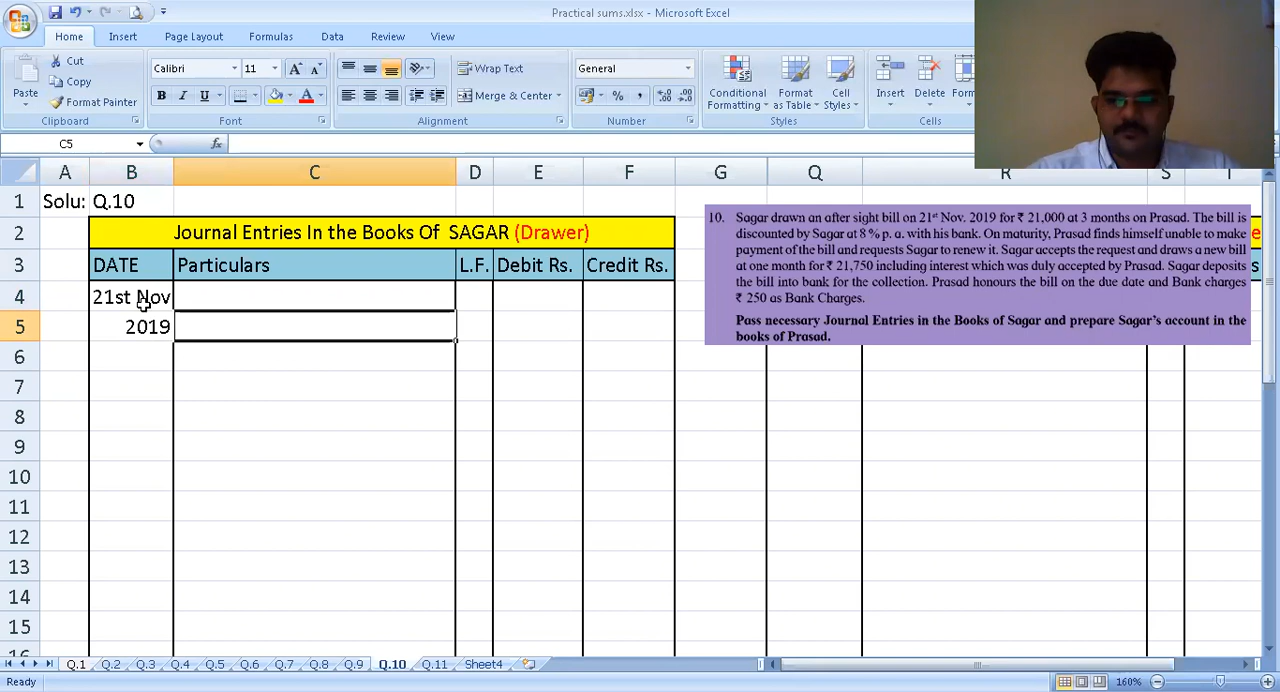 Practical sums.xlsx - Microsoft Excel
Home Insert Page Layout Formulas Data Review View
Paste
Cut
Copy
Format Painter
Clipboard
Calibri 11
B I U
Font
Wrap Text
Merge & Center
Alignment
General
% ,
Number
Conditional Formatting
Format as Table
Cell Styles
Styles
Insert Delete
Cells
C5
fx
A B C D E F G Q R S
1 Solu: Q.10
2 Journal Entries In the Books Of SAGAR (Drawer)
3 DATE Particulars L.F. Debit Rs. Credit Rs.
4 21st Nov
5 2019
6
7
8
9
10
11
12
13
14
15
10. Sagar drawn an after sight bill on 21st Nov. 2019 for ₹ 21,000 at 3 months on Prasad. The bill is
discounted by Sagar at 8 % p. a. with his bank. On maturity, Prasad finds himself unable to make
payment of the bill and requests Sagar to renew it. Sagar accepts the request and draws a new bill
at one month for ₹ 21,750 including interest which was duly accepted by Prasad. Sagar deposits
the bill into bank for the collection. Prasad honours the bill on the due date and Bank charges
₹ 250 as Bank Charges.
Pass necessary Journal Entries in the Books of Sagar and prepare Sagar's account in the
books of Prasad.
Q.1 Q.2 Q.3 Q.4 Q.5 Q.6 Q.7 Q.8 Q.9 Q.10 Q.11 Sheet4
Ready
160%